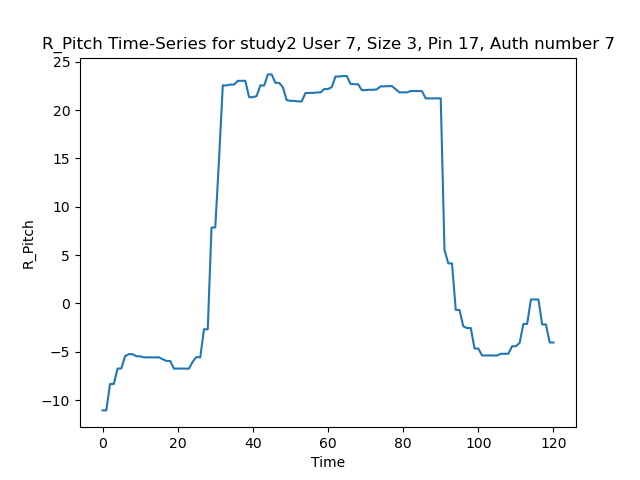 R_Pitch Time-Series for study2 User 7, Size 3, Pin 17, Auth number 7
25
20
15
10
5
0
−5
−10
R_Pitch
0 20 40 60 80 100 120
Time